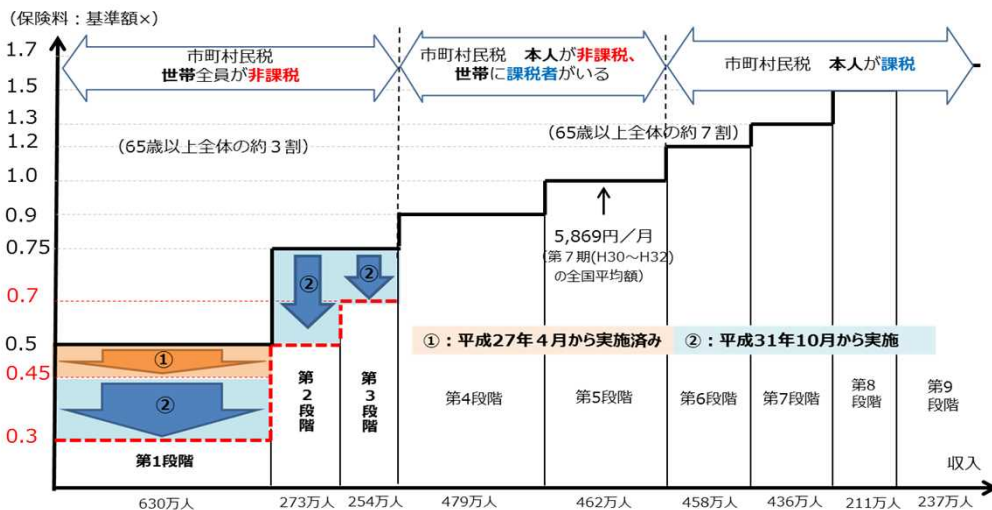 （保険料：基準額×）
1.7
1.5
1.3
1.2
1.0
0.9
0.75
0.7
0.5
0.45
0.3
市町村民税
世帯全員が非課税
市町村民税　本人が非課税、
世帯に課税者がいる
市町村民税　本人が課税
（65歳以上全体の約３割）
（65歳以上全体の約７割）
5,869円／月
（第７期(H30～H32)
の全国平均額）
②
②
①
②
①：平成27年４月から実施済み
②：平成31年10月から実施
第1段階
第２段階
第３段階
第4段階
第5段階
第6段階
第7段階
第8
段階
第9
段階
収入
630万人
273万人
254万人
479万人
462万人
458万人
436万人
211万人
237万人